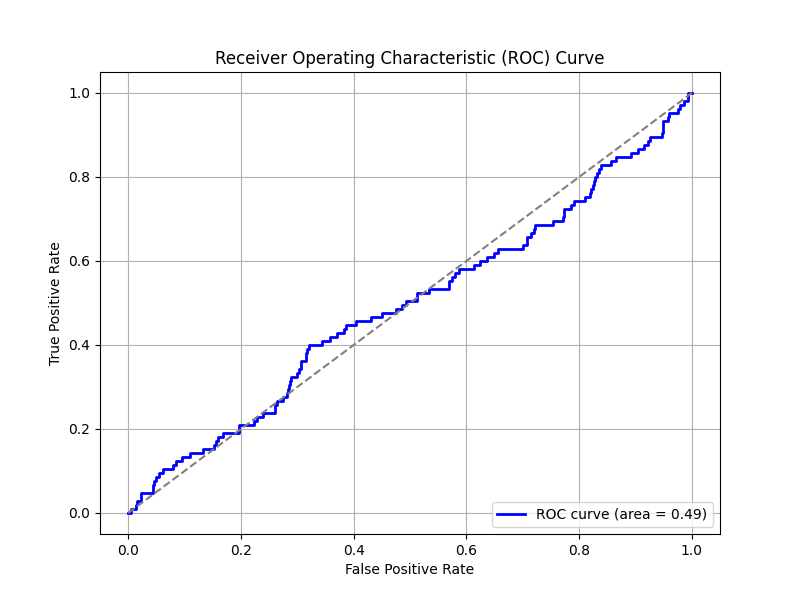 Receiver Operating Characteristic (ROC) Curve
1.0
0.8
0.6
0.4
0.2
0.0
True Positive Rate
ROC curve (area = 0.49)
0.0 0.2 0.4 0.6 0.8 1.0
False Positive Rate